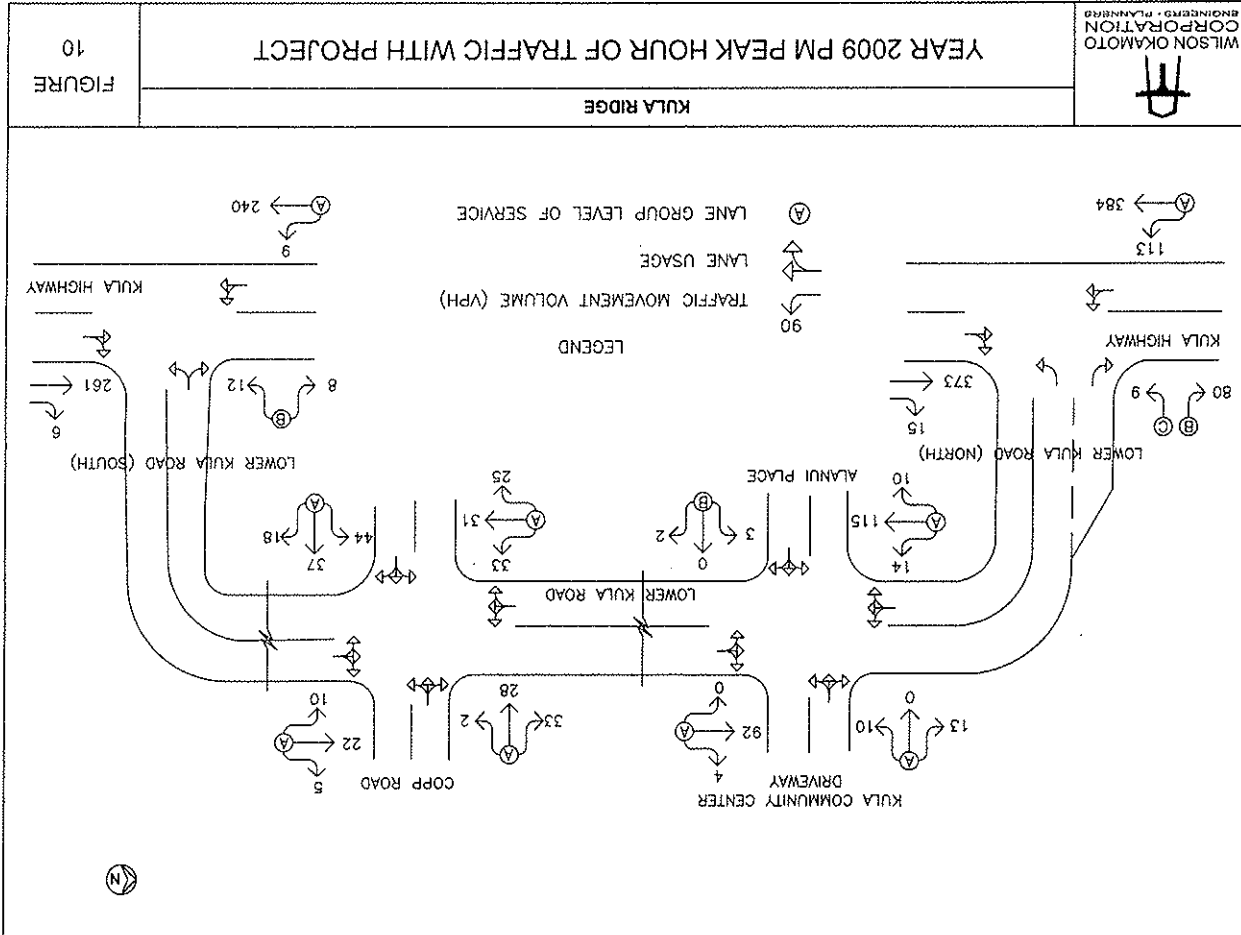 N
KULA COMMUNITY CENTER
DRIVEWAY
COPP ROAD
4
5
13
10
A
92
A
33
2
A
22
A
0
0
28
10
LOWER KULA ROAD
14
115
A
10
3
2
0
B
33
31
A
25
44
18
37
A
ALANUI PLACE
LOWER KULA ROAD (NORTH)
LOWER KULA ROAD (SOUTH)
80
9
B
C
15
373
8
12
B
6
261
KULA HIGHWAY
KULA HIGHWAY
LEGEND
90
TRAFFIC MOVEMENT VOLUME (VPH)
LANE USAGE
A
LANE GROUP LEVEL OF SERVICE
113
384
A
9
240
A
WILSON OKAMOTO
CORPORATION
ENGINEERS · PLANNERS
KULA RIDGE
YEAR 2009 PM PEAK HOUR OF TRAFFIC WITH PROJECT
FIGURE
10